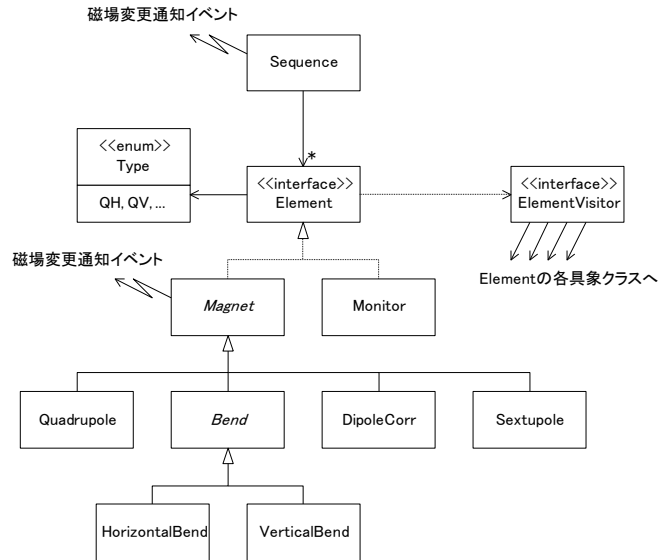 磁場変更通知イベント
Sequence
<<enum>>
Type
QH, QV, ...
*
<<interface>>
Element
<<interface>>
ElementVisitor
磁場変更通知イベント
Elementの各具象クラスへ
Magnet
Monitor
Quadrupole
Bend
DipoleCorr
Sextupole
HorizontalBend
VerticalBend